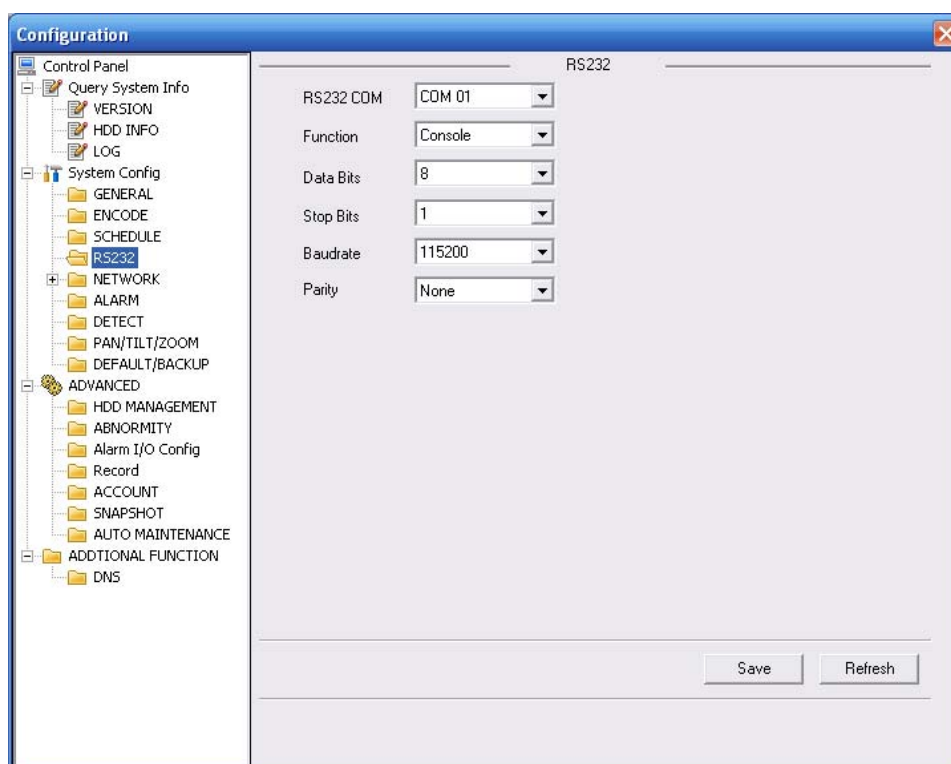 Configuration
Control Panel
Query System Info
VERSION
HDD INFO
LOG
System Config
GENERAL
ENCODE
SCHEDULE
RS232
NETWORK
ALARM
DETECT
PAN/TILT/ZOOM
DEFAULT/BACKUP
ADVANCED
HDD MANAGEMENT
ABNORMITY
Alarm I/O Config
Record
ACCOUNT
SNAPSHOT
AUTO MAINTENANCE
ADDTIONAL FUNCTION
DNS
RS232
RS232 COM COM 01
Function Console
Data Bits 8
Stop Bits 1
Baudrate 115200
Parity None
Save Refresh